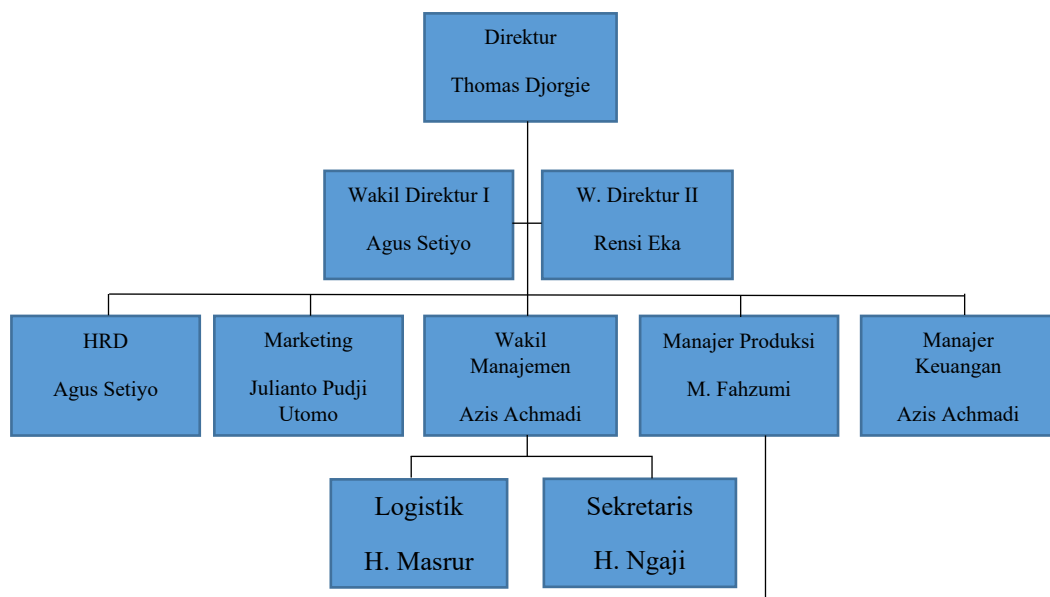 Direktur
Thomas Djorgie
Wakil Direktur I
Agus Setiyo
W. Direktur II
Rensi Eka
HRD
Agus Setiyo
Marketing
Julianto Pudji
Utomo
Wakil
Manajemen
Azis Achmadi
Manajer Produksi
M. Fahzumi
Manajer
Keuangan
Azis Achmadi
Logistik
H. Masrur
Sekretaris
H. Ngaji